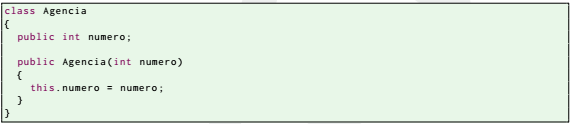 class Agencia
{
  public int numero;
  public Agencia(int numero)
  {
    this.numero = numero;
  }
}